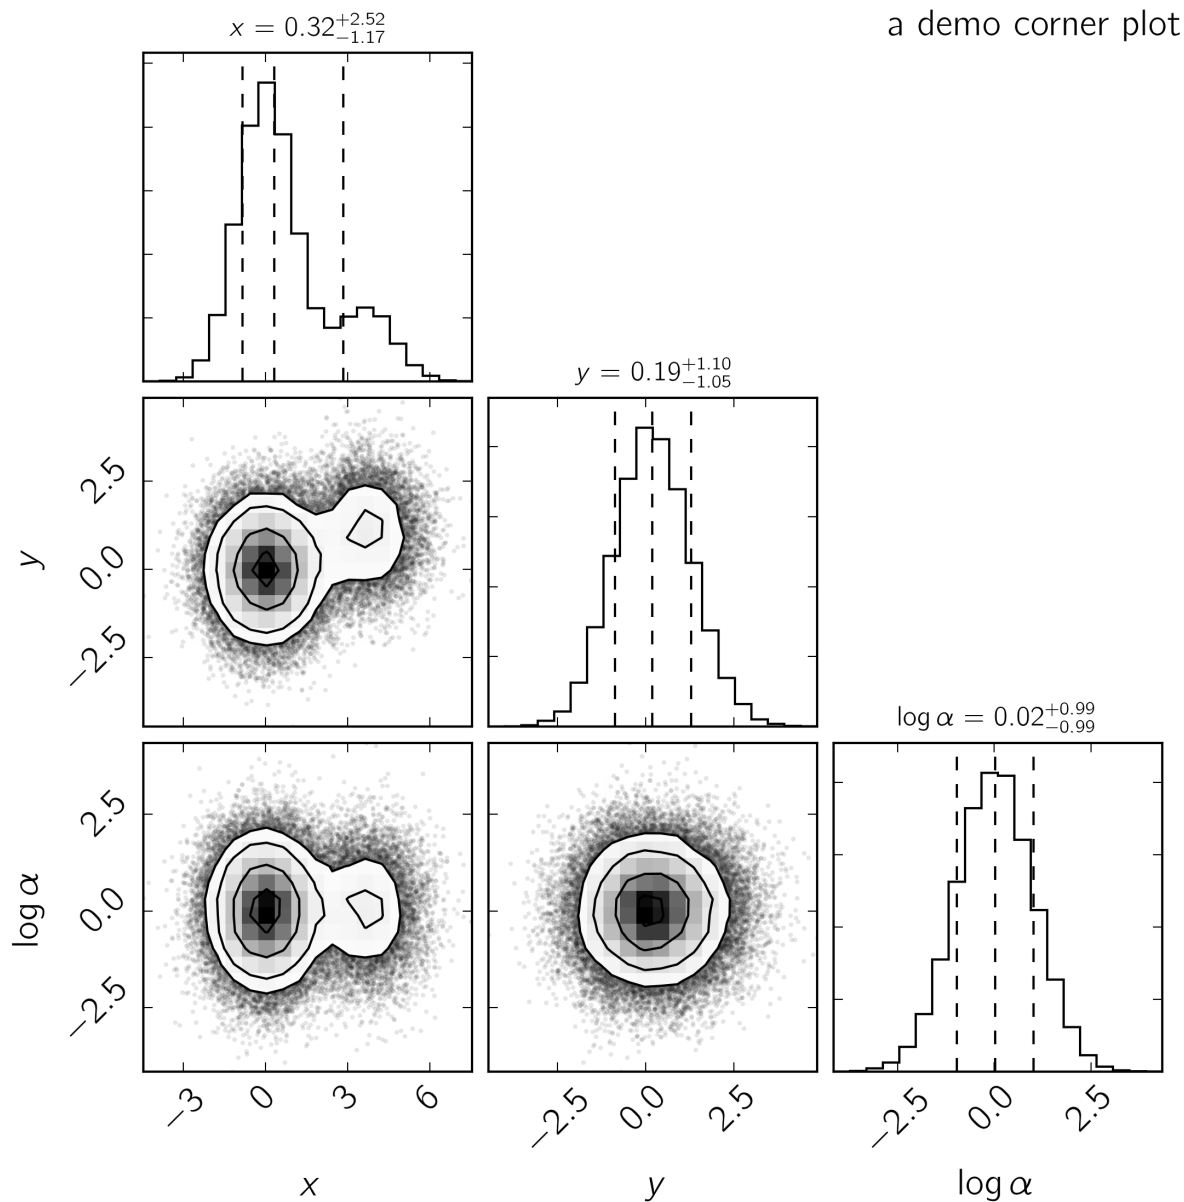 a demo corner plot
x = 0.32^{+2.52}_{−1.17}
y = 0.19^{+1.10}_{−1.05}
2.5
0.0
−2.5
y
log α = 0.02^{+0.99}_{−0.99}
2.5
0.0
−2.5
log α
−3 0 3 6
−2.5 0.0 2.5
−2.5 0.0 2.5
x y log α